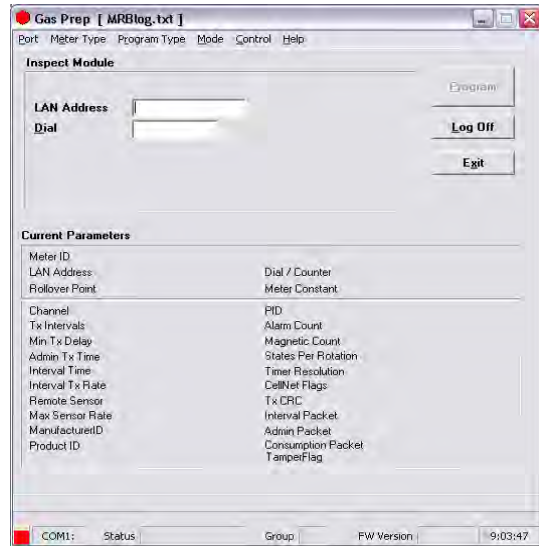 Gas Prep [ MRBlog.txt ]
Port Meter Type Program Type Mode Control Help
Inspect Module
Program
LAN Address
Dial
Log Off
Exit
Current Parameters
Meter ID
LAN Address Dial / Counter
Rollover Point Meter Constant
Channel PID
Tx Intervals Alarm Count
Min Tx Delay Magnetic Count
Admin Tx Time States Per Rotation
Interval Time Timer Resolution
Interval Tx Rate CellNet Flags
Remote Sensor Tx CRC
Max Sensor Rate Interval Packet
ManufacturerID Admin Packet
Product ID Consumption Packet
TamperFlag
COM1: Status Group FW Version 9:03:47